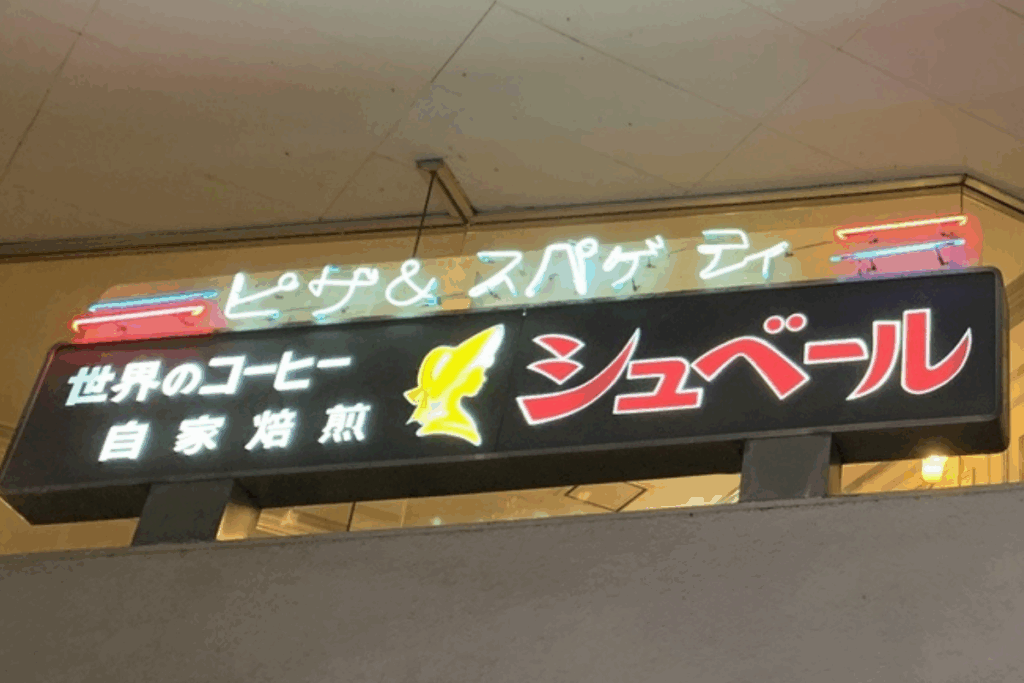 ピザ&スパゲティ
世界のコーヒー
自家焙煎
シュベール